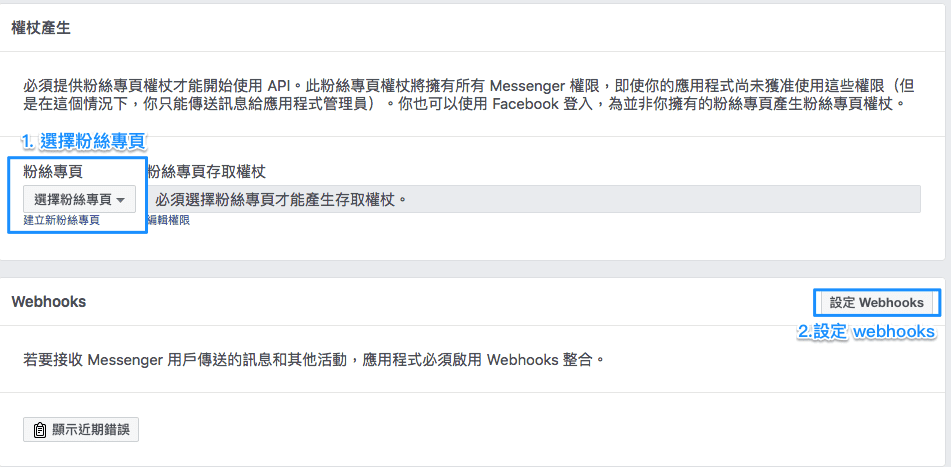 權杖產生
必須提供粉絲專頁權杖才能開始使用 API。此粉絲專頁權杖將擁有所有 Messenger 權限，即使你的應用程式尚未獲准使用這些權限（但
是在這個情況下，你只能傳送訊息給應用程式管理員）。你也可以使用 Facebook 登入，為並非你擁有的粉絲專頁產生粉絲專頁權杖。
1. 選擇粉絲專頁
粉絲專頁 粉絲專頁存取權杖
選擇粉絲專頁 必須選擇粉絲專頁才能產生存取權杖。
建立新粉絲專頁 編輯權限
Webhooks 設定 Webhooks
2.設定 webhooks
若要接收 Messenger 用戶傳送的訊息和其他活動，應用程式必須啟用 Webhooks 整合。
顯示近期錯誤